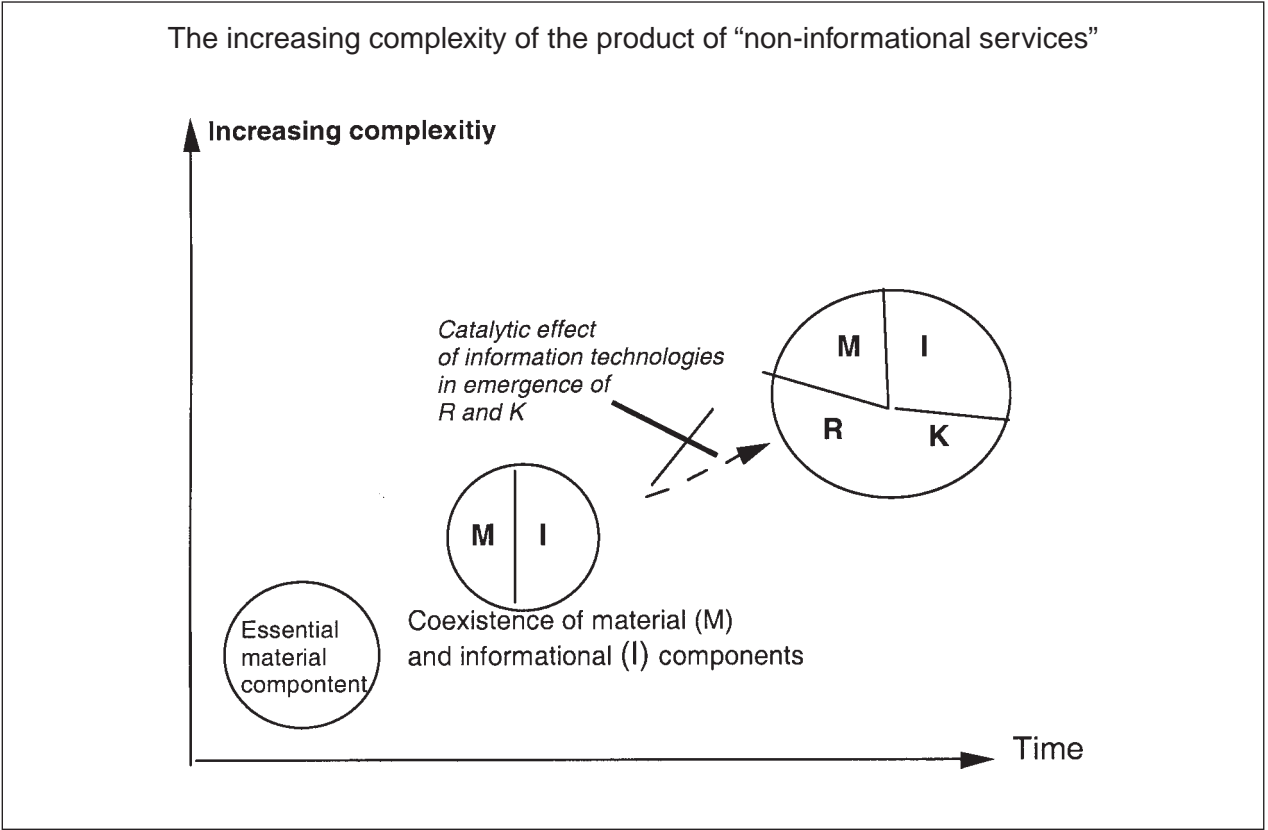 The increasing complexity of the product of “non-informational services”
Increasing complexitiy
Catalytic effect
of information technologies
in emergence of
R and K
M
I
R
K
M
I
Essential
material
compontent
Coexistence of material (M)
and informational (I) components
Time